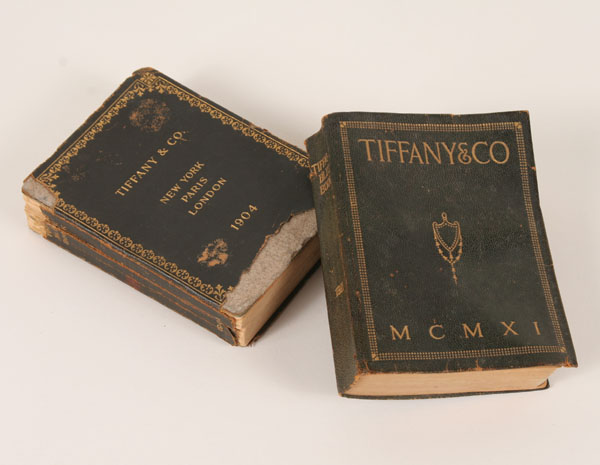 TIFFANY & CO.
NEW YORK
PARIS
LONDON
1904
TIFFANY & CO
MCMXI